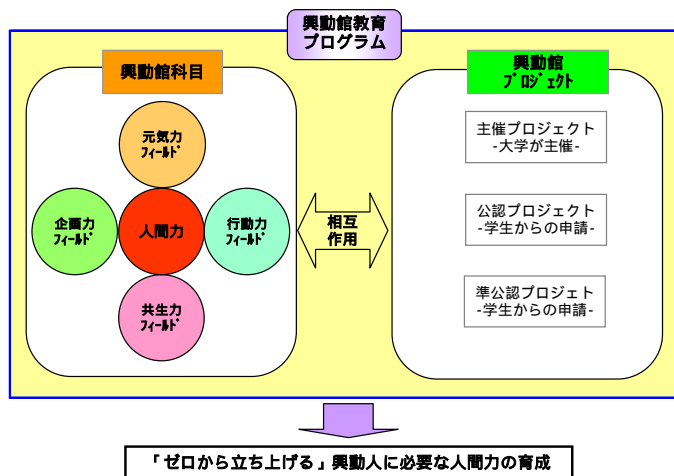 興動館教育
プログラム
興動館科目
元気力
ﾌｨｰﾙﾄﾞ
企画力
フィールド
人間力
行動力
ﾌｨｰﾙﾄﾞ
共生力
ﾌｨｰﾙﾄﾞ
相互
作用
興動館
ﾌﾟﾛｼﾞｪｸﾄ
主催プロジェクト
-大学が主催-
公認プロジェクト
-学生からの申請-
準公認プロジェト
-学生からの申請-
「ゼロから立ち上げる」興動人に必要な人間力の育成